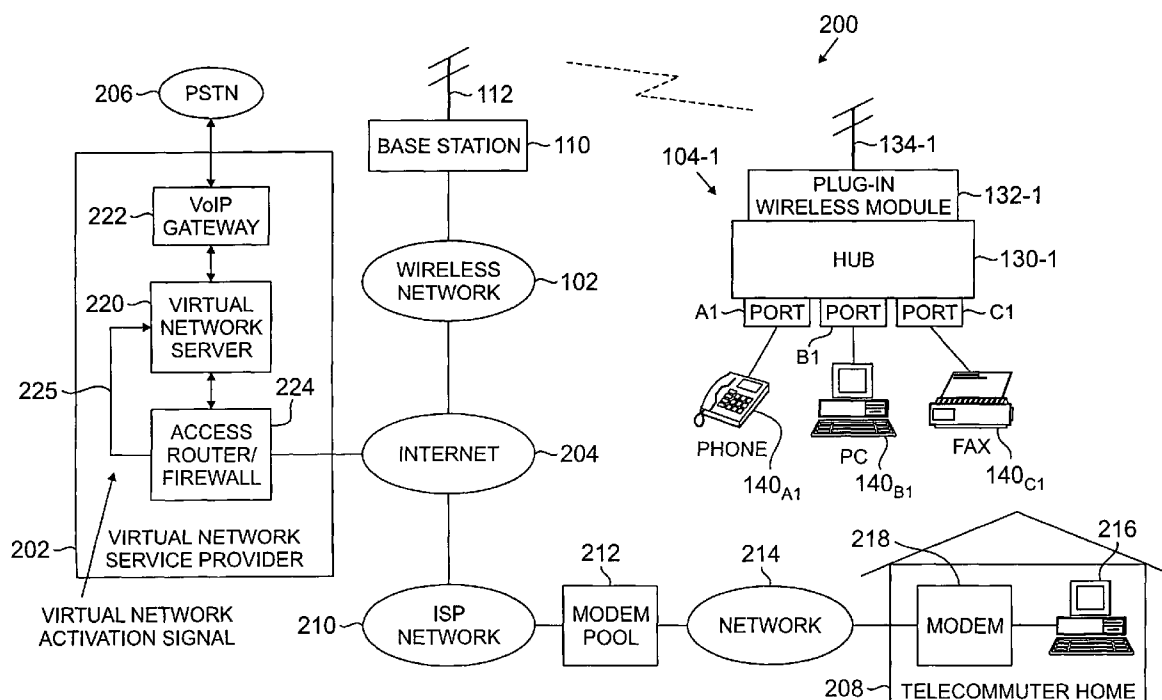 200
206
PSTN
112
BASE STATION
110
134-1
104-1
PLUG-IN
WIRELESS MODULE
132-1
222
VoIP
GATEWAY
WIRELESS
NETWORK
102
HUB
130-1
220
VIRTUAL
NETWORK
SERVER
A1
PORT
PORT
PORT
C1
B1
225
224
ACCESS
ROUTER/
FIREWALL
INTERNET
204
PHONE
PC
FAX
140A1
140B1
140C1
202
VIRTUAL NETWORK
SERVICE PROVIDER
VIRTUAL NETWORK
ACTIVATION SIGNAL
210
ISP
NETWORK
212
MODEM
POOL
214
NETWORK
218
MODEM
216
208
TELECOMMUTER HOME